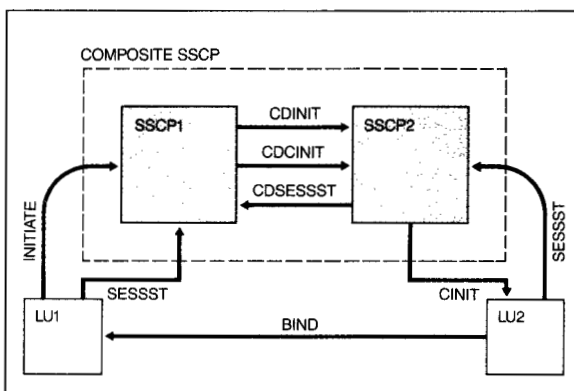 COMPOSITE SSCP
SSCP1
CDINIT
SSCP2
CDCINIT
CDSESSST
INITIATE
SESSST
SESSST
CINIT
LU1
BIND
LU2